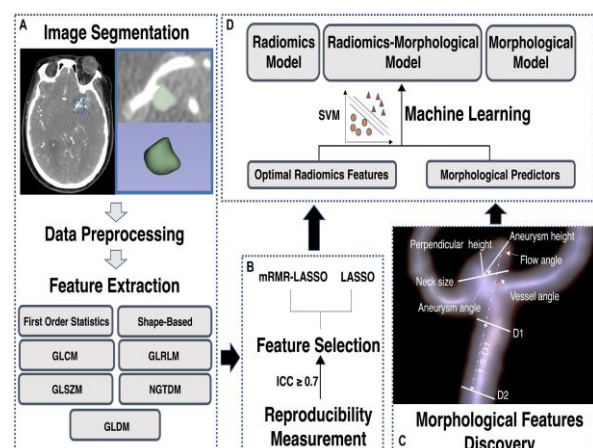 A
Image Segmentation
Data Preprocessing
Feature Extraction
First Order Statistics
Shape-Based
GLCM
GLRLM
GLSZM
NGTDM
GLDM
B
mRMR-LASSO
LASSO
Feature Selection
ICC ≥ 0.7
Reproducibility
Measurement
D
Radiomics
Model
Radiomics-Morphological
Model
Morphological
Model
SVM
Machine Learning
Optimal Radiomics Features
Morphological Predictors
Perpendicular height
Aneurysm height
Flow angle
Neck size
Vessel angle
Aneurysm angle
D1
D2
Morphological Features
C
Discovery